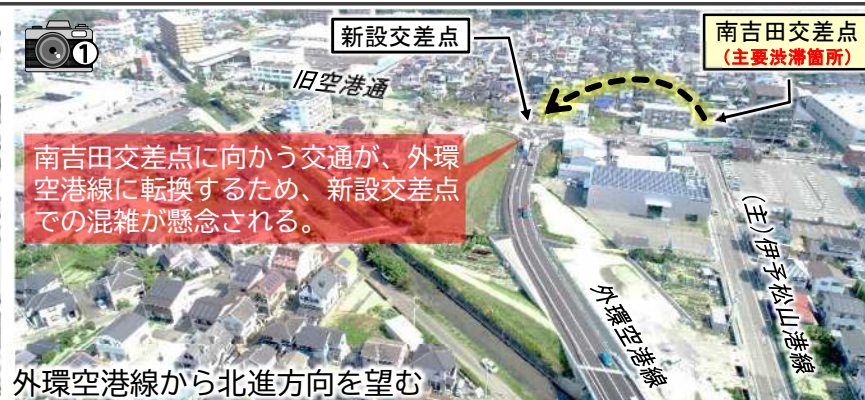 ①
新設交差点
南吉田交差点
(主要渋滞箇所)
旧空港通
南吉田交差点に向かう交通が、外環
空港線に転換するため、新設交差点
での混雑が懸念される。
(主)伊予松山港線
外環空港線
外環空港線から北進方向を望む